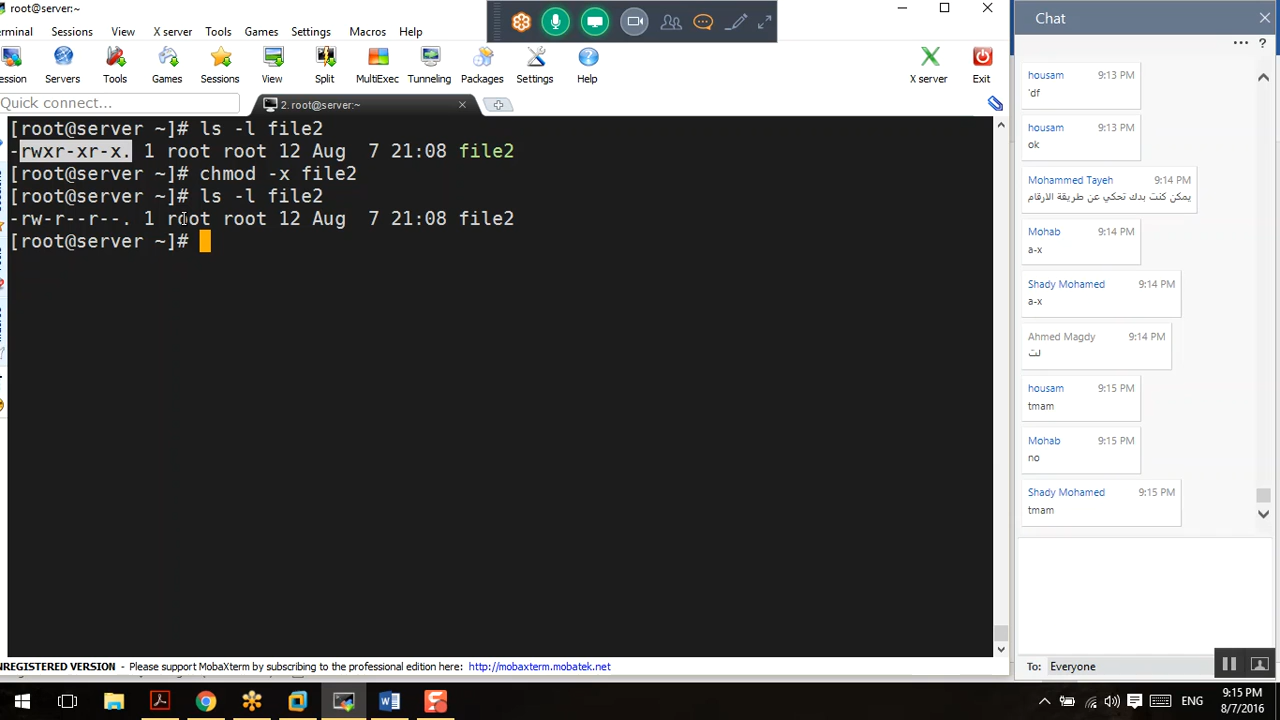 root@server:~
erminal Sessions View X server Tools Games Settings Macros Help
ession Servers Tools Games Sessions View Split MultiExec Tunneling Packages Settings Help X server Exit
Quick connect...
2. root@server:~
[root@server ~]# ls -l file2
-rwxr-xr-x. 1 root root 12 Aug  7 21:08 file2
[root@server ~]# chmod -x file2
[root@server ~]# ls -l file2
-rw-r--r--. 1 root root 12 Aug  7 21:08 file2
[root@server ~]#
NREGISTERED VERSION - Please support MobaXterm by subscribing to the professional edition here: http://mobaxterm.mobatek.net
Chat
housam 9:13 PM
'df
housam 9:13 PM
ok
Mohammed Tayeh 9:14 PM
يمكن كنت بدك تحكي عن طريقة الارقام
Mohab 9:14 PM
a-x
Shady Mohamed 9:14 PM
a-x
Ahmed Magdy 9:14 PM
لت
housam 9:15 PM
tmam
Mohab 9:15 PM
no
Shady Mohamed 9:15 PM
tmam
To: Everyone
ENG
9:15 PM
8/7/2016